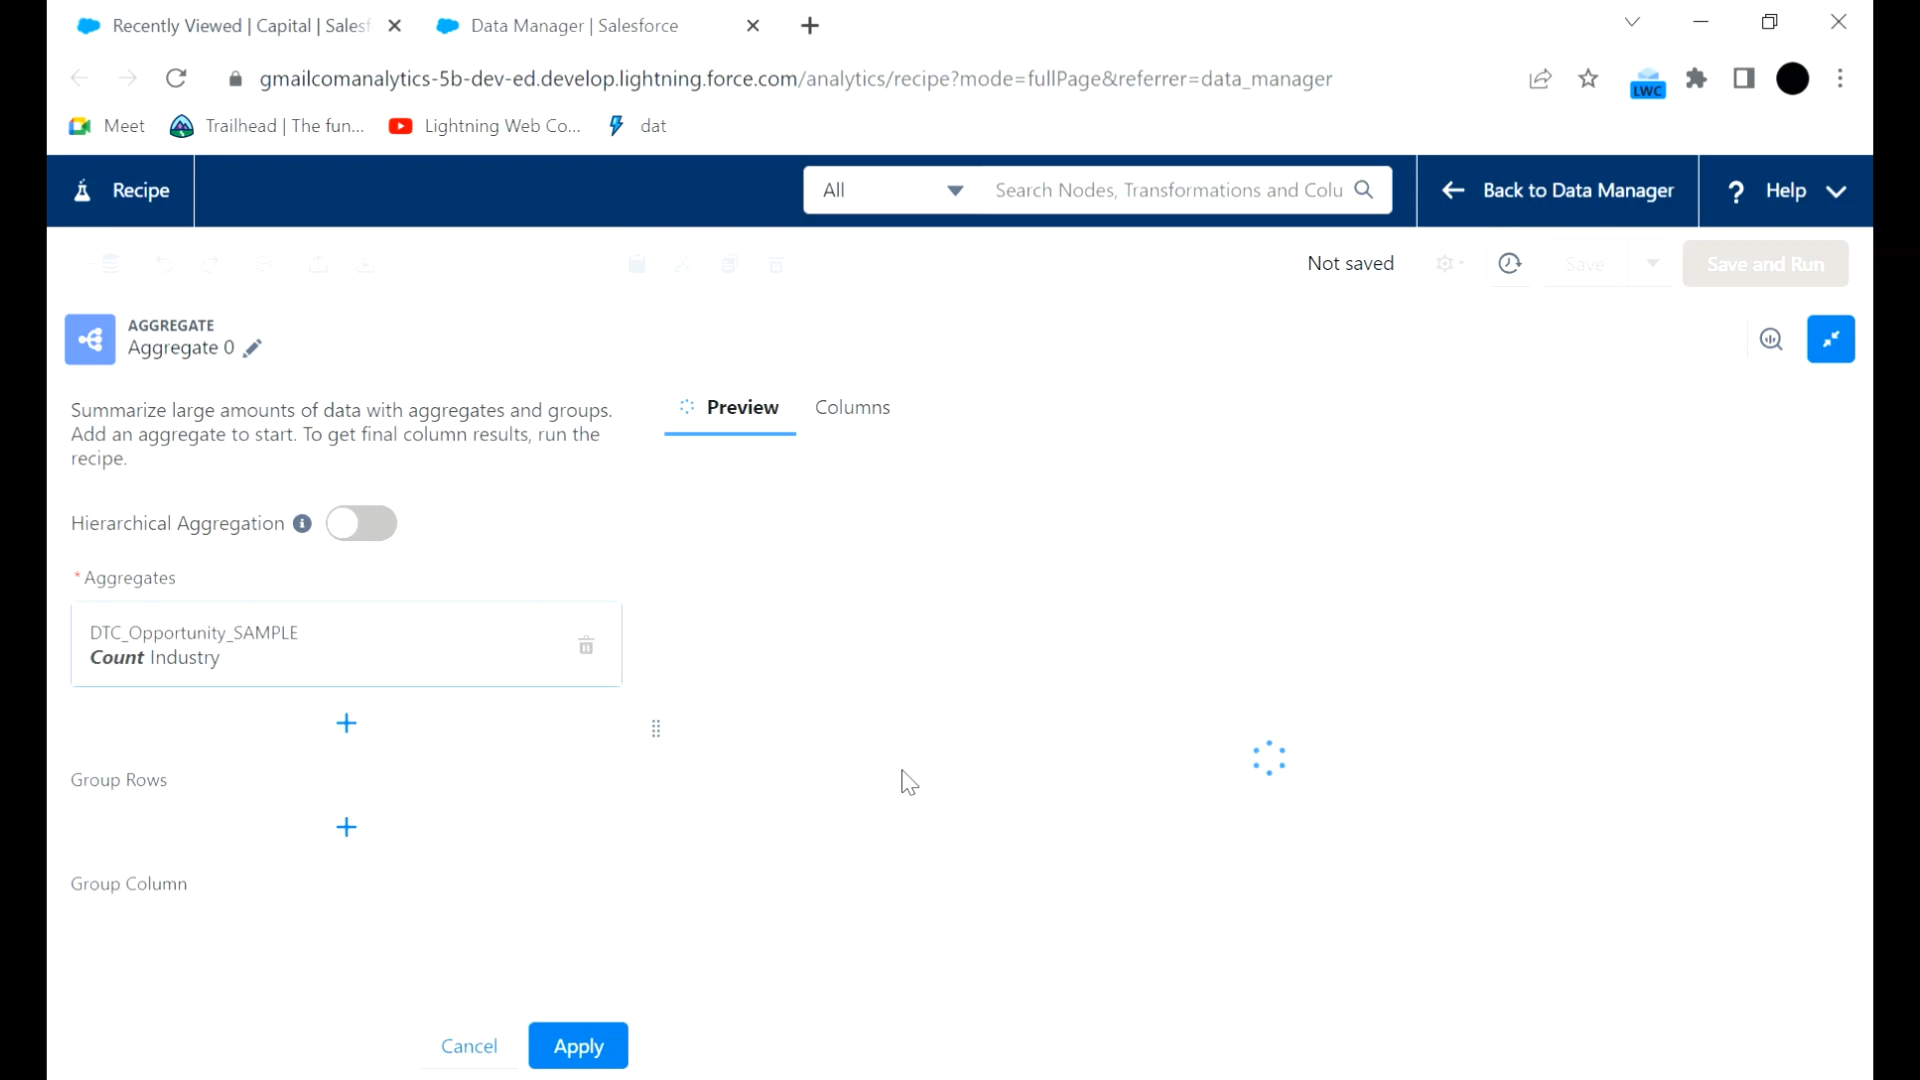 Recently Viewed | Capital | Salesf
Data Manager | Salesforce
gmailcomanalytics-5b-dev-ed.develop.lightning.force.com/analytics/recipe?mode=fullPage&referrer=data_manager
LWC
Meet
Trailhead | The fun...
Lightning Web Co...
dat
Recipe
All
Search Nodes, Transformations and Colu
Back to Data Manager
? Help
Not saved
Save
Save and Run
AGGREGATE
Aggregate 0
Summarize large amounts of data with aggregates and groups.
Add an aggregate to start. To get final column results, run the
recipe.
Preview
Columns
Hierarchical Aggregation
* Aggregates
DTC_Opportunity_SAMPLE
Count Industry
Group Rows
Group Column
Cancel
Apply